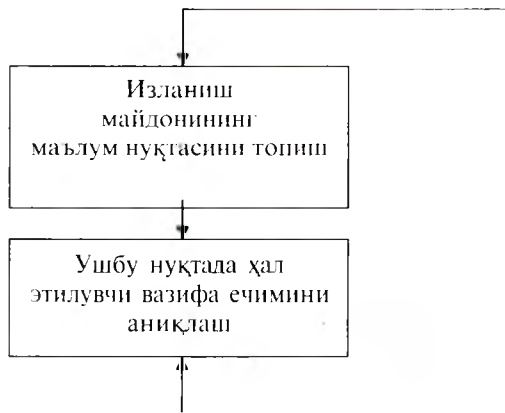 Изланиш
майдонининг
маълум нуқтасини топиш
Ушбу нуқтада ҳал
этилувчи вазифа ечимини
аниқлаш